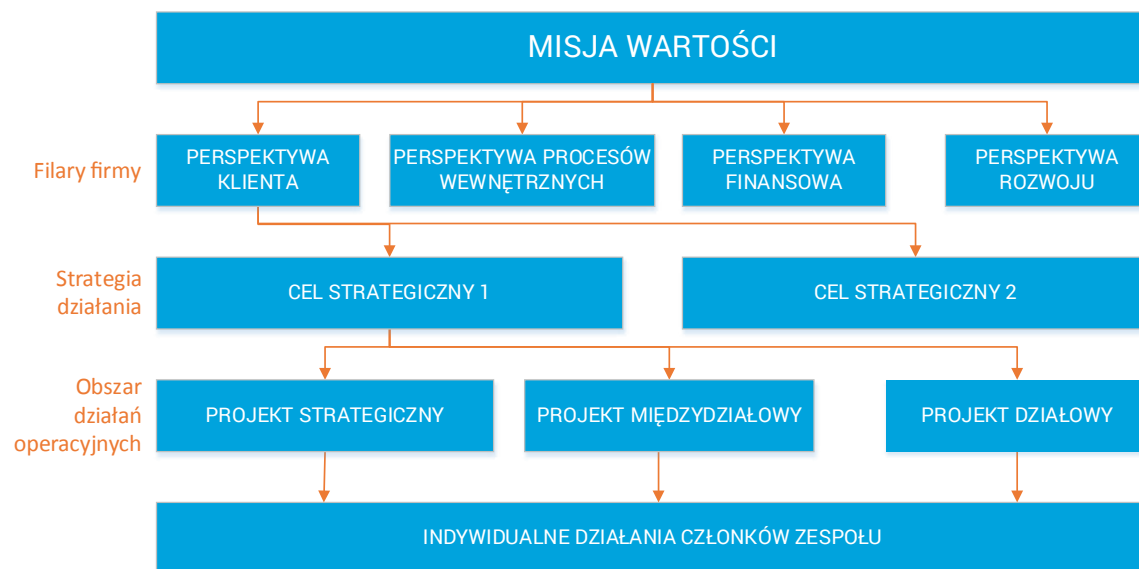 MISJA WARTOŚCI
Filary firmy
PERSPEKTYWA
KLIENTA
PERSPEKTYWA PROCESÓW
WEWNĘTRZNYCH
PERSPEKTYWA
FINANSOWA
PERSPEKTYWA
ROZWOJU
Strategia
działania
CEL STRATEGICZNY 1
CEL STRATEGICZNY 2
Obszar
działań
operacyjnych
PROJEKT STRATEGICZNY
PROJEKT MIĘDZYDZIAŁOWY
PROJEKT DZIAŁOWY
INDYWIDUALNE DZIAŁANIA CZŁONKÓW ZESPOŁU